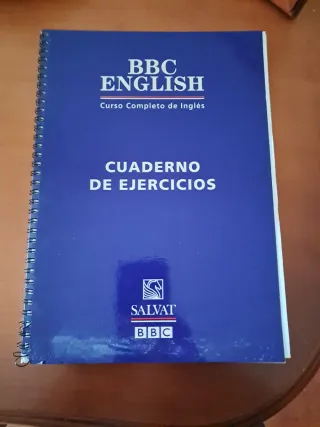 BBC
ENGLISH
Curso Completo de Inglés
CUADERNO
DE EJERCICIOS
SALVAT
BBC